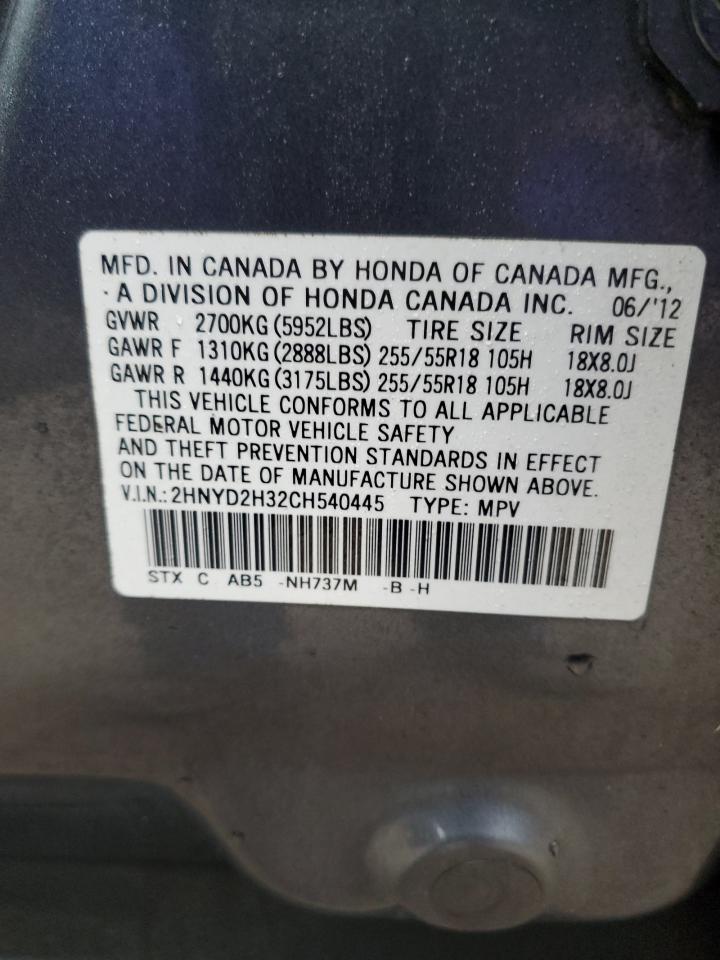 MFD. IN CANADA BY HONDA OF CANADA MFG.,
A DIVISION OF HONDA CANADA INC. 06/'12
GVWR 2700KG (5952LBS) TIRE SIZE RIM SIZE
GAWR F 1310KG (2888LBS) 255/55R18 105H 18X8.0J
GAWR R 1440KG (3175LBS) 255/55R18 105H 18X8.0J
THIS VEHICLE CONFORMS TO ALL APPLICABLE
FEDERAL MOTOR VEHICLE SAFETY
AND THEFT PREVENTION STANDARDS IN EFFECT
ON THE DATE OF MANUFACTURE SHOWN ABOVE.
V.I.N.: 2HNYD2H32CH540445 TYPE: MPV
STX C AB5 -NH737M -B -H